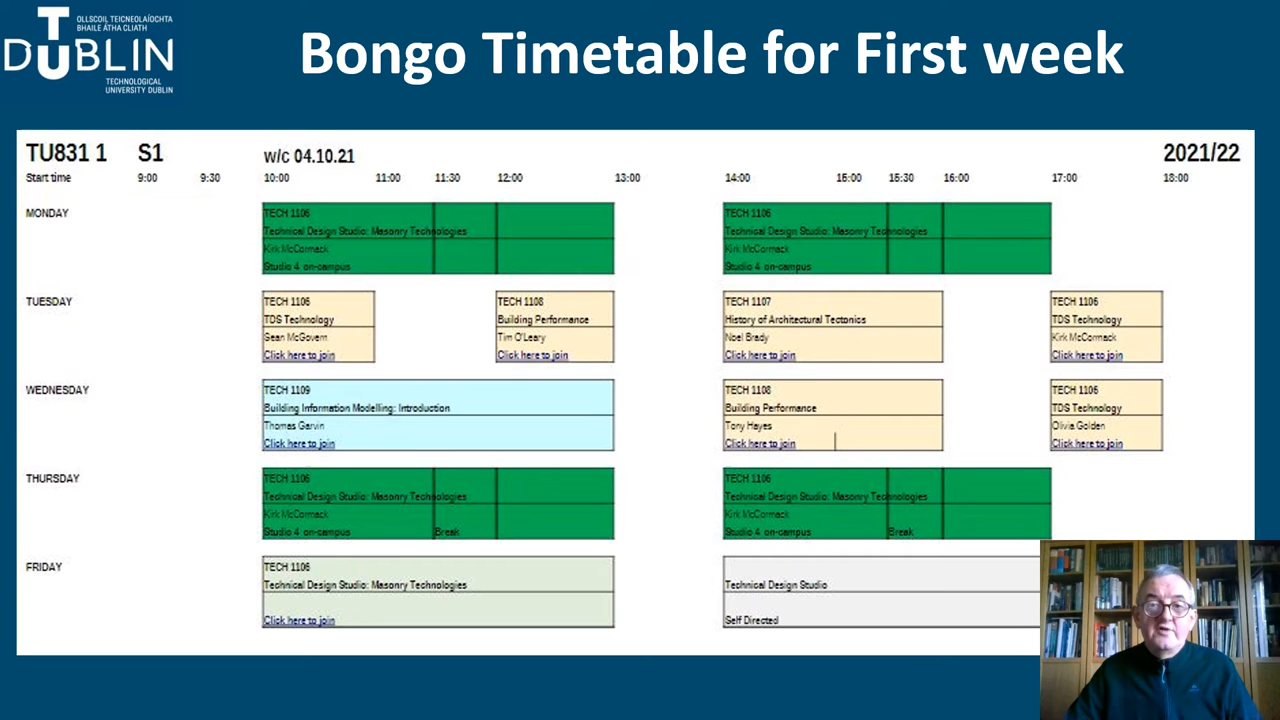 OLLSCOIL TEICNEOLAÍOCHTA
BHAILE ÁTHA CLIATH
TU DUBLIN
TECHNOLOGICAL
UNIVERSITY DUBLIN
Bongo Timetable for First week
TU831 1 S1 w/c 04.10.21 2021/22
Start time 9:00 9:30 10:00 11:00 11:30 12:00 13:00 14:00 15:00 15:30 16:00 17:00 18:00
MONDAY TECH 1106 TECH 1106
Technical Design Studio: Masonry Technologies Technical Design Studio: Masonry Technologies
Kirk McCormack Kirk McCormack
Studio 4 on-campus Studio 4 on-campus
TUESDAY TECH 1106 TECH 1108 TECH 1107 TECH 1106
TDS Technology Building Performance History of Architectural Tectonics TDS Technology
Sean McGovern Tim O'Leary Noel Brady Kirk McCormack
Click here to join Click here to join Click here to join Click here to join
WEDNESDAY TECH 1109 TECH 1108 TECH 1106
Building Information Modelling: Introduction Building Performance TDS Technology
Thomas Garvin Tony Hayes Olivia Golden
Click here to join Click here to join Click here to join
THURSDAY TECH 1106 TECH 1106
Technical Design Studio: Masonry Technologies Technical Design Studio: Masonry Technologies
Kirk McCormack Kirk McCormack
Studio 4 on-campus Break Studio 4 on-campus Break
FRIDAY TECH 1106
Technical Design Studio: Masonry Technologies Technical Design Studio
Click here to join Self Directed